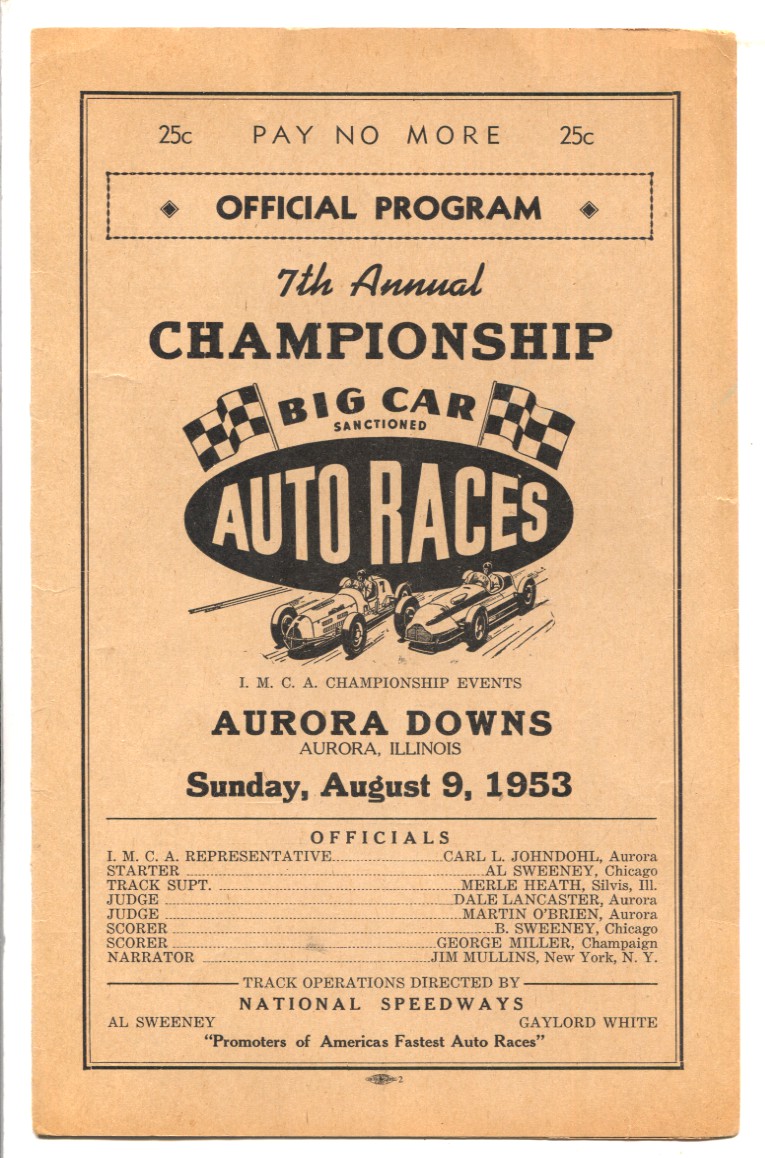 25c PAY NO MORE 25c
OFFICIAL PROGRAM
7th Annual
CHAMPIONSHIP
BIG CAR
SANCTIONED
AUTO RACES
I. M. C. A. CHAMPIONSHIP EVENTS
AURORA DOWNS
AURORA, ILLINOIS
Sunday, August 9, 1953
OFFICIALS
I. M. C. A. REPRESENTATIVE CARL L. JOHNDOHL, Aurora
STARTER AL SWEENEY, Chicago
TRACK SUPT. MERLE HEATH, Silvis, Ill.
JUDGE DALE LANCASTER, Aurora
JUDGE MARTIN O'BRIEN, Aurora
SCORER B. SWEENEY, Chicago
SCORER GEORGE MILLER, Champaign
NARRATOR JIM MULLINS, New York, N. Y.
TRACK OPERATIONS DIRECTED BY
NATIONAL SPEEDWAYS
AL SWEENEY GAYLORD WHITE
"Promoters of Americas Fastest Auto Races"
2